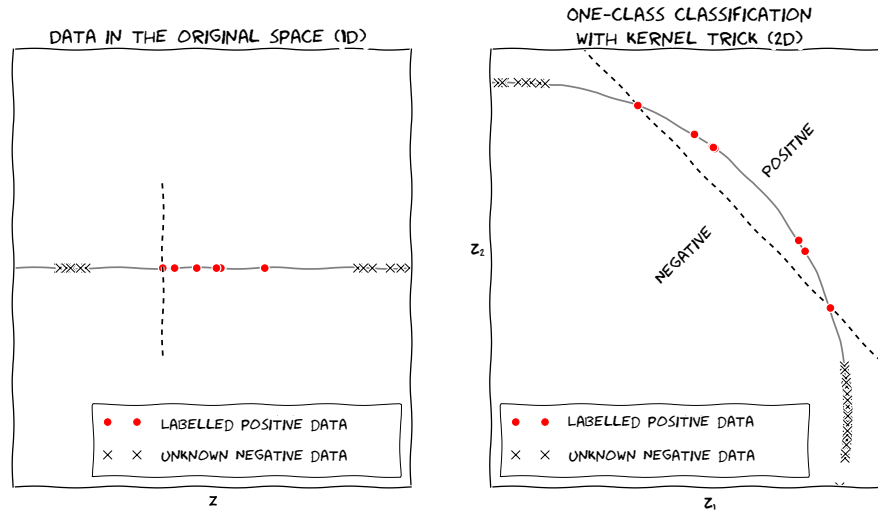 DATA IN THE ORIGINAL SPACE (1D)
LABELLED POSITIVE DATA
UNKNOWN NEGATIVE DATA
Z
ONE-CLASS CLASSIFICATION
WITH KERNEL TRICK (2D)
POSITIVE
NEGATIVE
Z₂
LABELLED POSITIVE DATA
UNKNOWN NEGATIVE DATA
Z₁